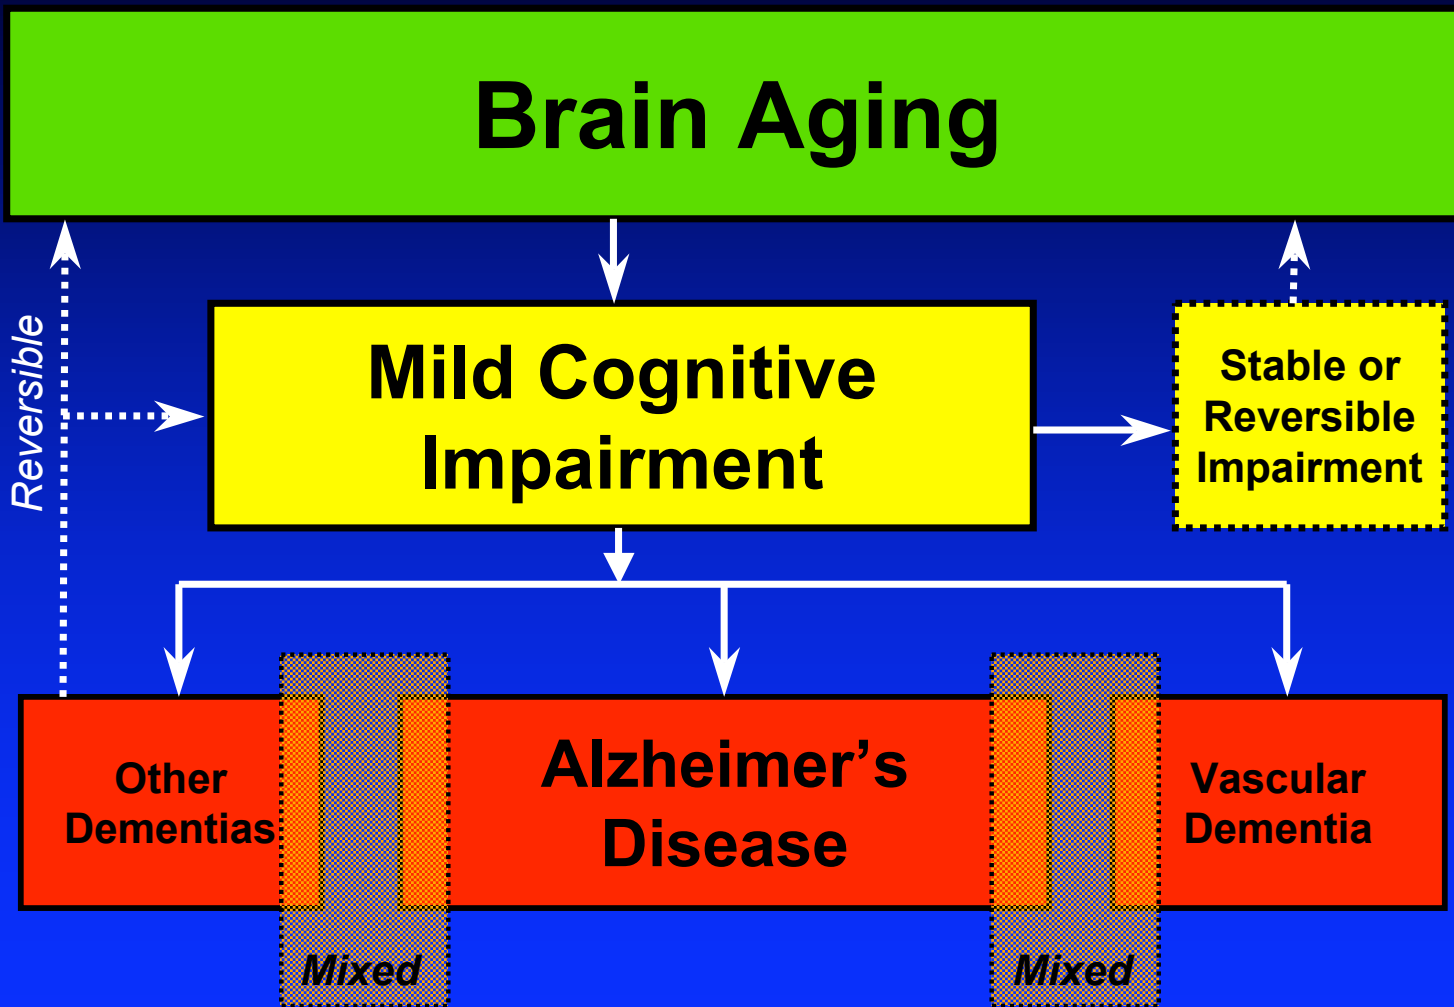 Brain Aging
Reversible
Mild Cognitive
Impairment
Stable or
Reversible
Impairment
Other
Dementias
Alzheimer’s
Disease
Vascular
Dementia
Mixed
Mixed